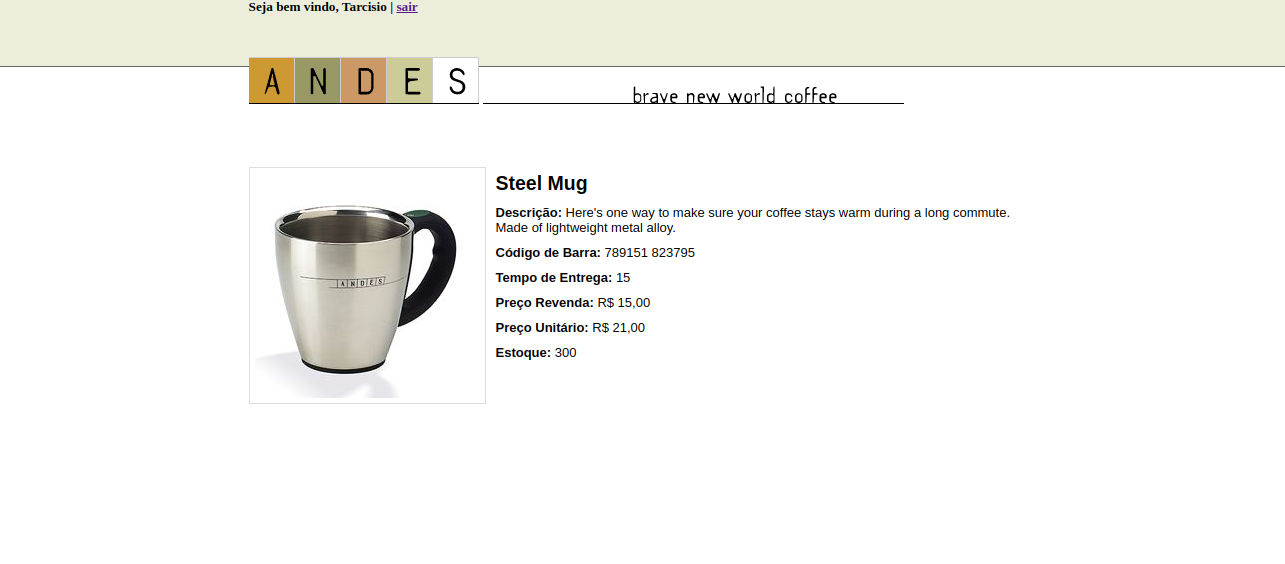 Seja bem vindo, Tarcisio | sair
ANDES
brave new world coffee
ANDES
Steel Mug
Descrição: Here's one way to make sure your coffee stays warm during a long commute.
Made of lightweight metal alloy.
Código de Barra: 789151 823795
Tempo de Entrega: 15
Preço Revenda: R$ 15,00
Preço Unitário: R$ 21,00
Estoque: 300